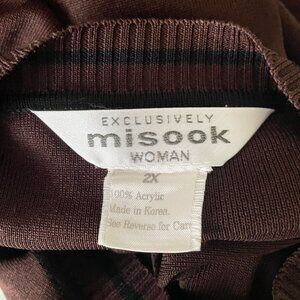 EXCLUSIVELY
misook
WOMAN
2X
100% Acrylic
Made in Korea.
See Reverse for Care